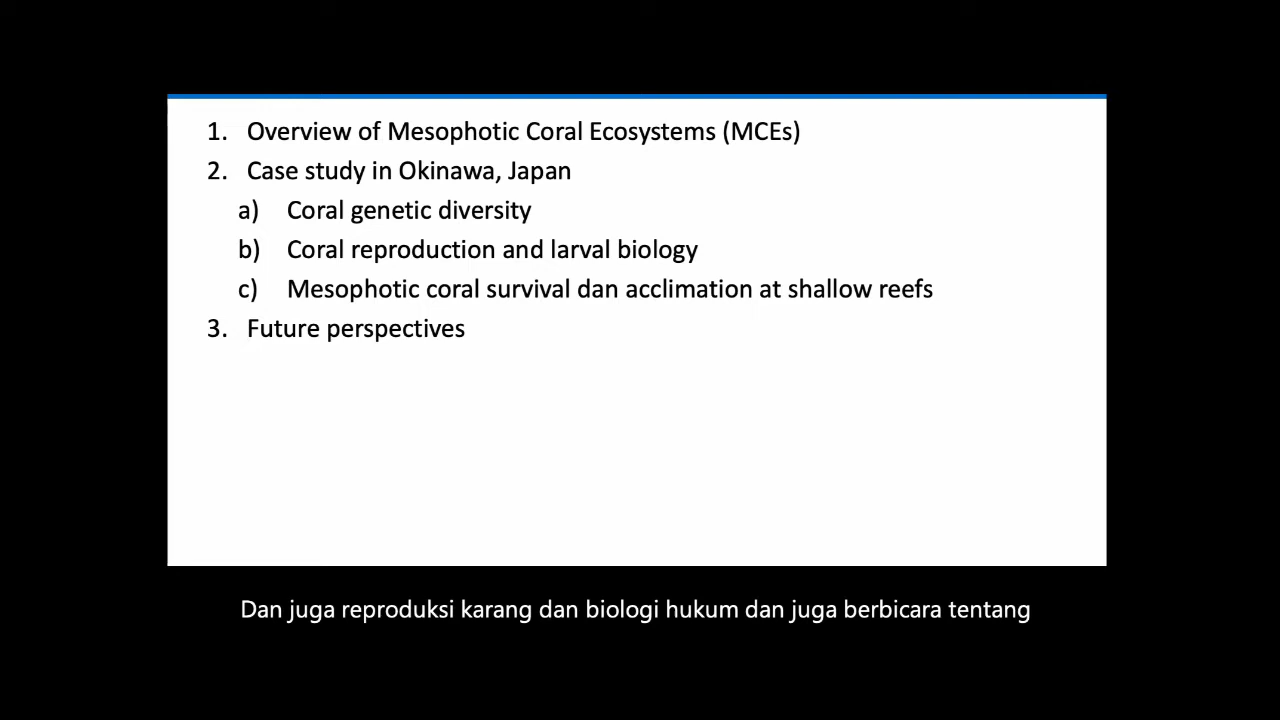 1. Overview of Mesophotic Coral Ecosystems (MCEs)
2. Case study in Okinawa, Japan
a) Coral genetic diversity
b) Coral reproduction and larval biology
c) Mesophotic coral survival dan acclimation at shallow reefs
3. Future perspectives
Dan juga reproduksi karang dan biologi hukum dan juga berbicara tentang